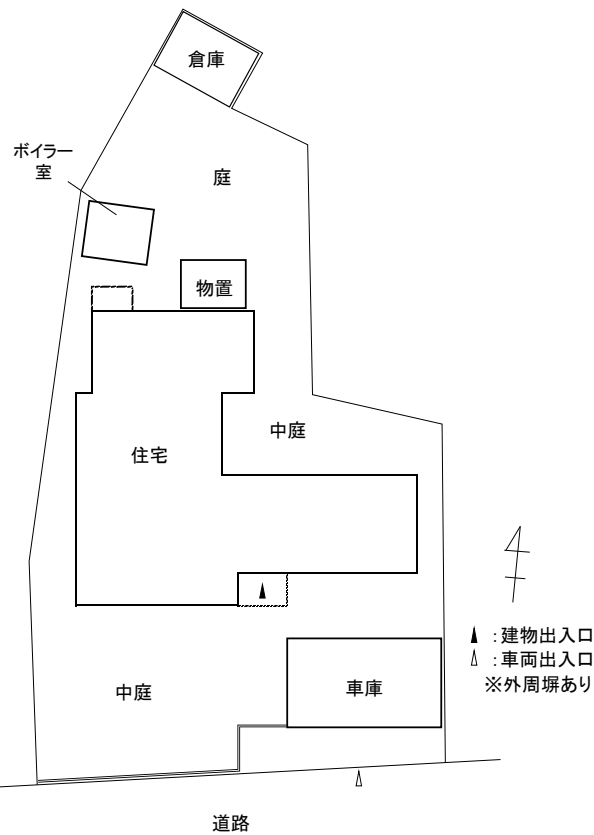 倉庫
ボイラー
室
庭
物置
中庭
住宅
▲ :建物出入口
△ :車両出入口
※外周塀あり
中庭
車庫
道路